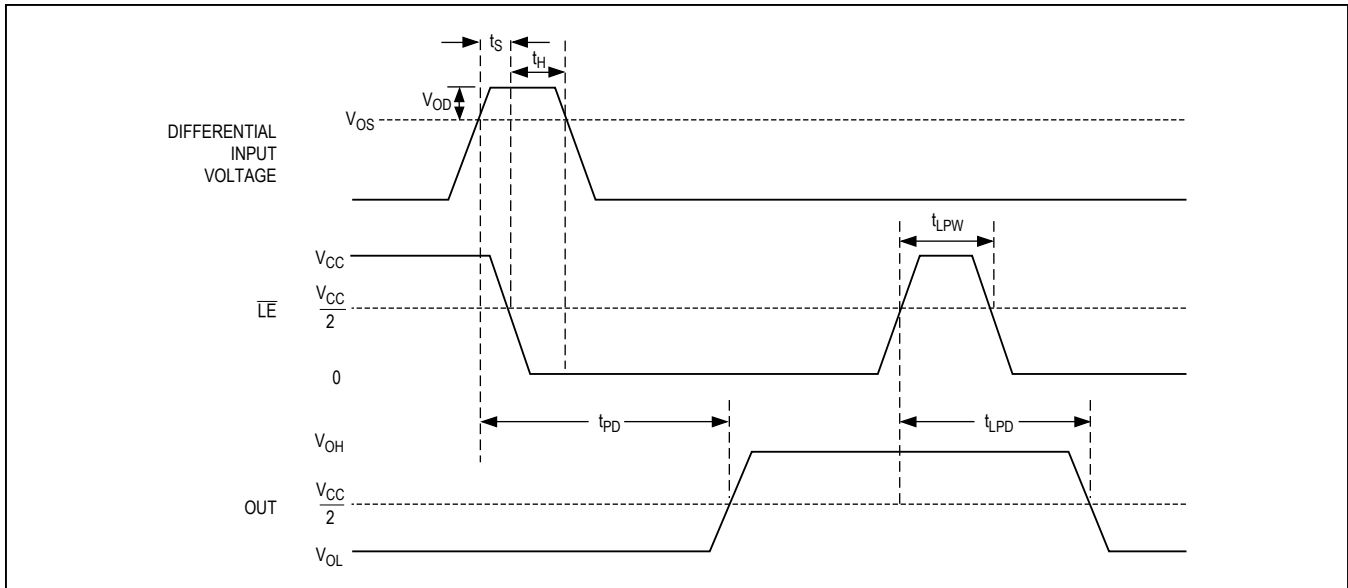 tS
tH
VOD
VOS
DIFFERENTIAL
INPUT
VOLTAGE
tLPW
VCC
VCC
2
LE
0
tPD
tLPD
VOH
VCC
2
OUT
VOL